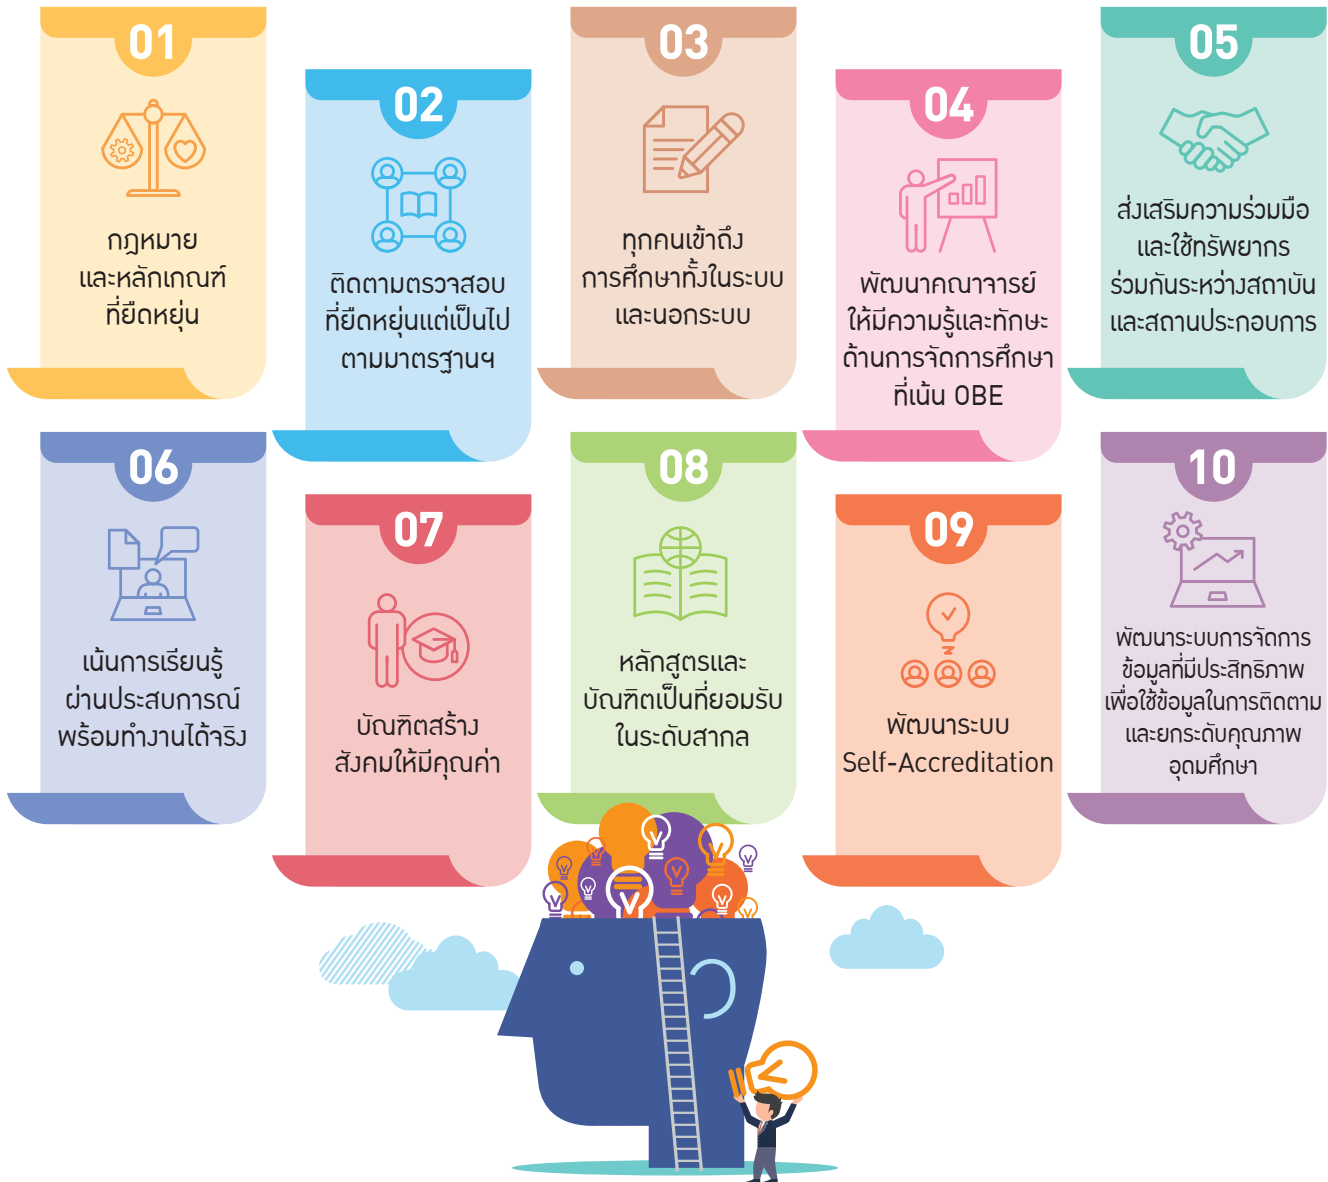 01
กฎหมาย
และหลักเกณฑ์
ที่ยืดหยุ่น
02
ติดตามตรวจสอบ
ที่ยืดหยุ่นแต่เป็นไป
ตามมาตรฐานฯ
03
ทุกคนเข้าถึง
การศึกษาทั้งในระบบ
และนอกระบบ
04
พัฒนาคณาจารย์
ให้มีความรู้และทักษะ
ด้านการจัดการศึกษา
ที่เน้น OBE
05
ส่งเสริมความร่วมมือ
และใช้ทรัพยากร
ร่วมกันระหว่างสถาบัน
และสถานประกอบการ
06
เน้นการเรียนรู้
ผ่านประสบการณ์
พร้อมทำงานได้จริง
07
บัณฑิตสร้าง
สังคมให้มีคุณค่า
08
หลักสูตรและ
บัณฑิตเป็นที่ยอมรับ
ในระดับสากล
09
พัฒนาระบบ
Self-Accreditation
10
พัฒนาระบบการจัดการ
ข้อมูลที่มีประสิทธิภาพ
เพื่อใช้ข้อมูลในการติดตาม
และยกระดับคุณภาพ
อุดมศึกษา